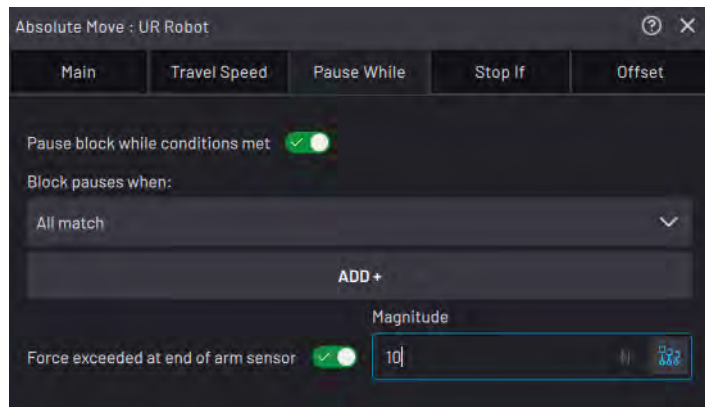 Absolute Move : UR Robot
Main
Travel Speed
Pause While
Stop If
Offset
Pause block while conditions met
Block pauses when:
All match
ADD +
Magnitude
Force exceeded at end of arm sensor
10
N